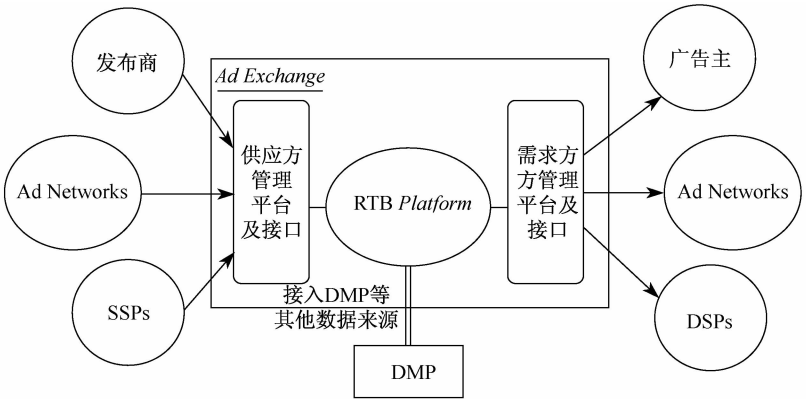 发布商
Ad Networks
SSPs
Ad Exchange
供应方
管理
平台
及接口
RTB Platform
需求方
方管理
平台及
接口
接入DMP等
其他数据来源
DMP
广告主
Ad Networks
DSPs